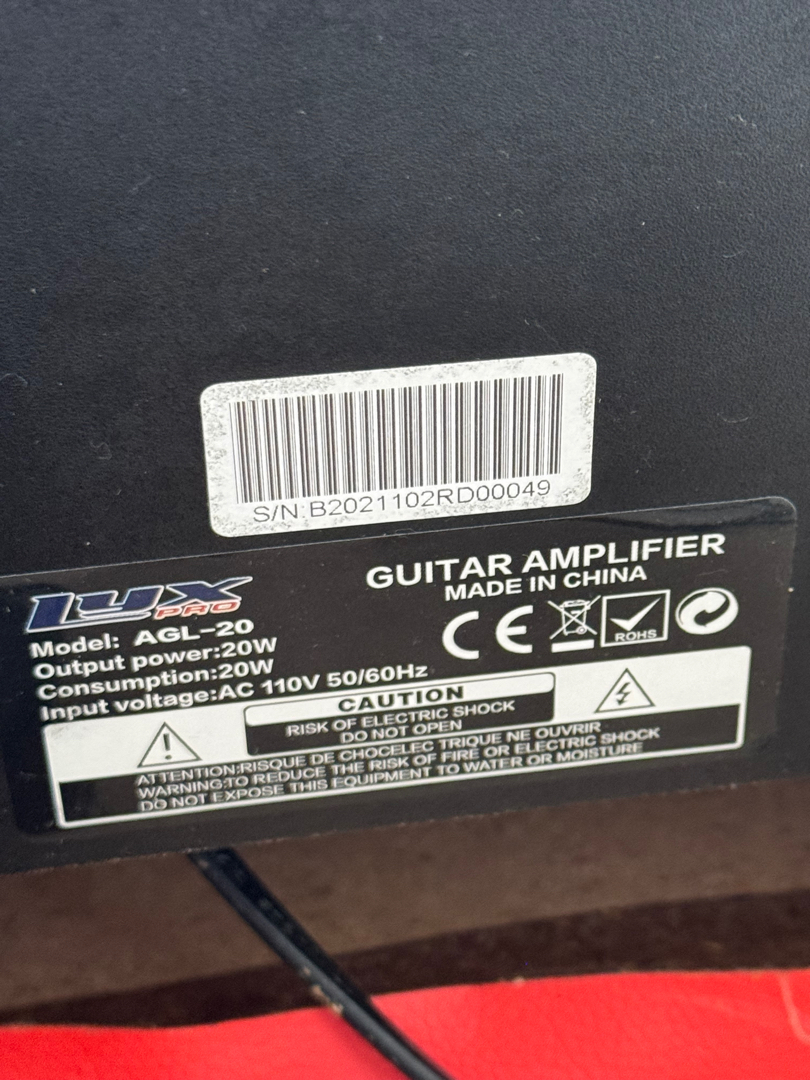 S/N:B2021102RD00049
LyX PRO
GUITAR AMPLIFIER
MADE IN CHINA
Model: AGL-20
Output power:20W
Consumption:20W
Input voltage:AC 110V 50/60Hz
CE
ROHS
CAUTION
RISK OF ELECTRIC SHOCK
DO NOT OPEN
ATTENTION:RISQUE DE CHOCELEC TRIQUE NE OUVRIR
WARNING:TO REDUCE THE RISK OF FIRE OR ELECTRIC SHOCK
DO NOT EXPOSE THIS EQUIPMENT TO WATER OR MOISTURE